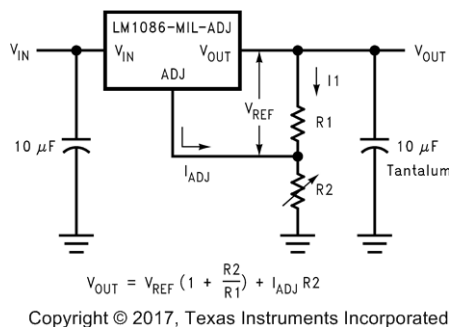 LM1086-MIL-ADJ
V_IN
V_IN
V_OUT
V_OUT
ADJ
I1
V_REF
R1
10 μF
I_ADJ
R2
10 μF
Tantalum
V_OUT = V_REF (1 + R2/R1) + I_ADJ R2
Copyright © 2017, Texas Instruments Incorporated